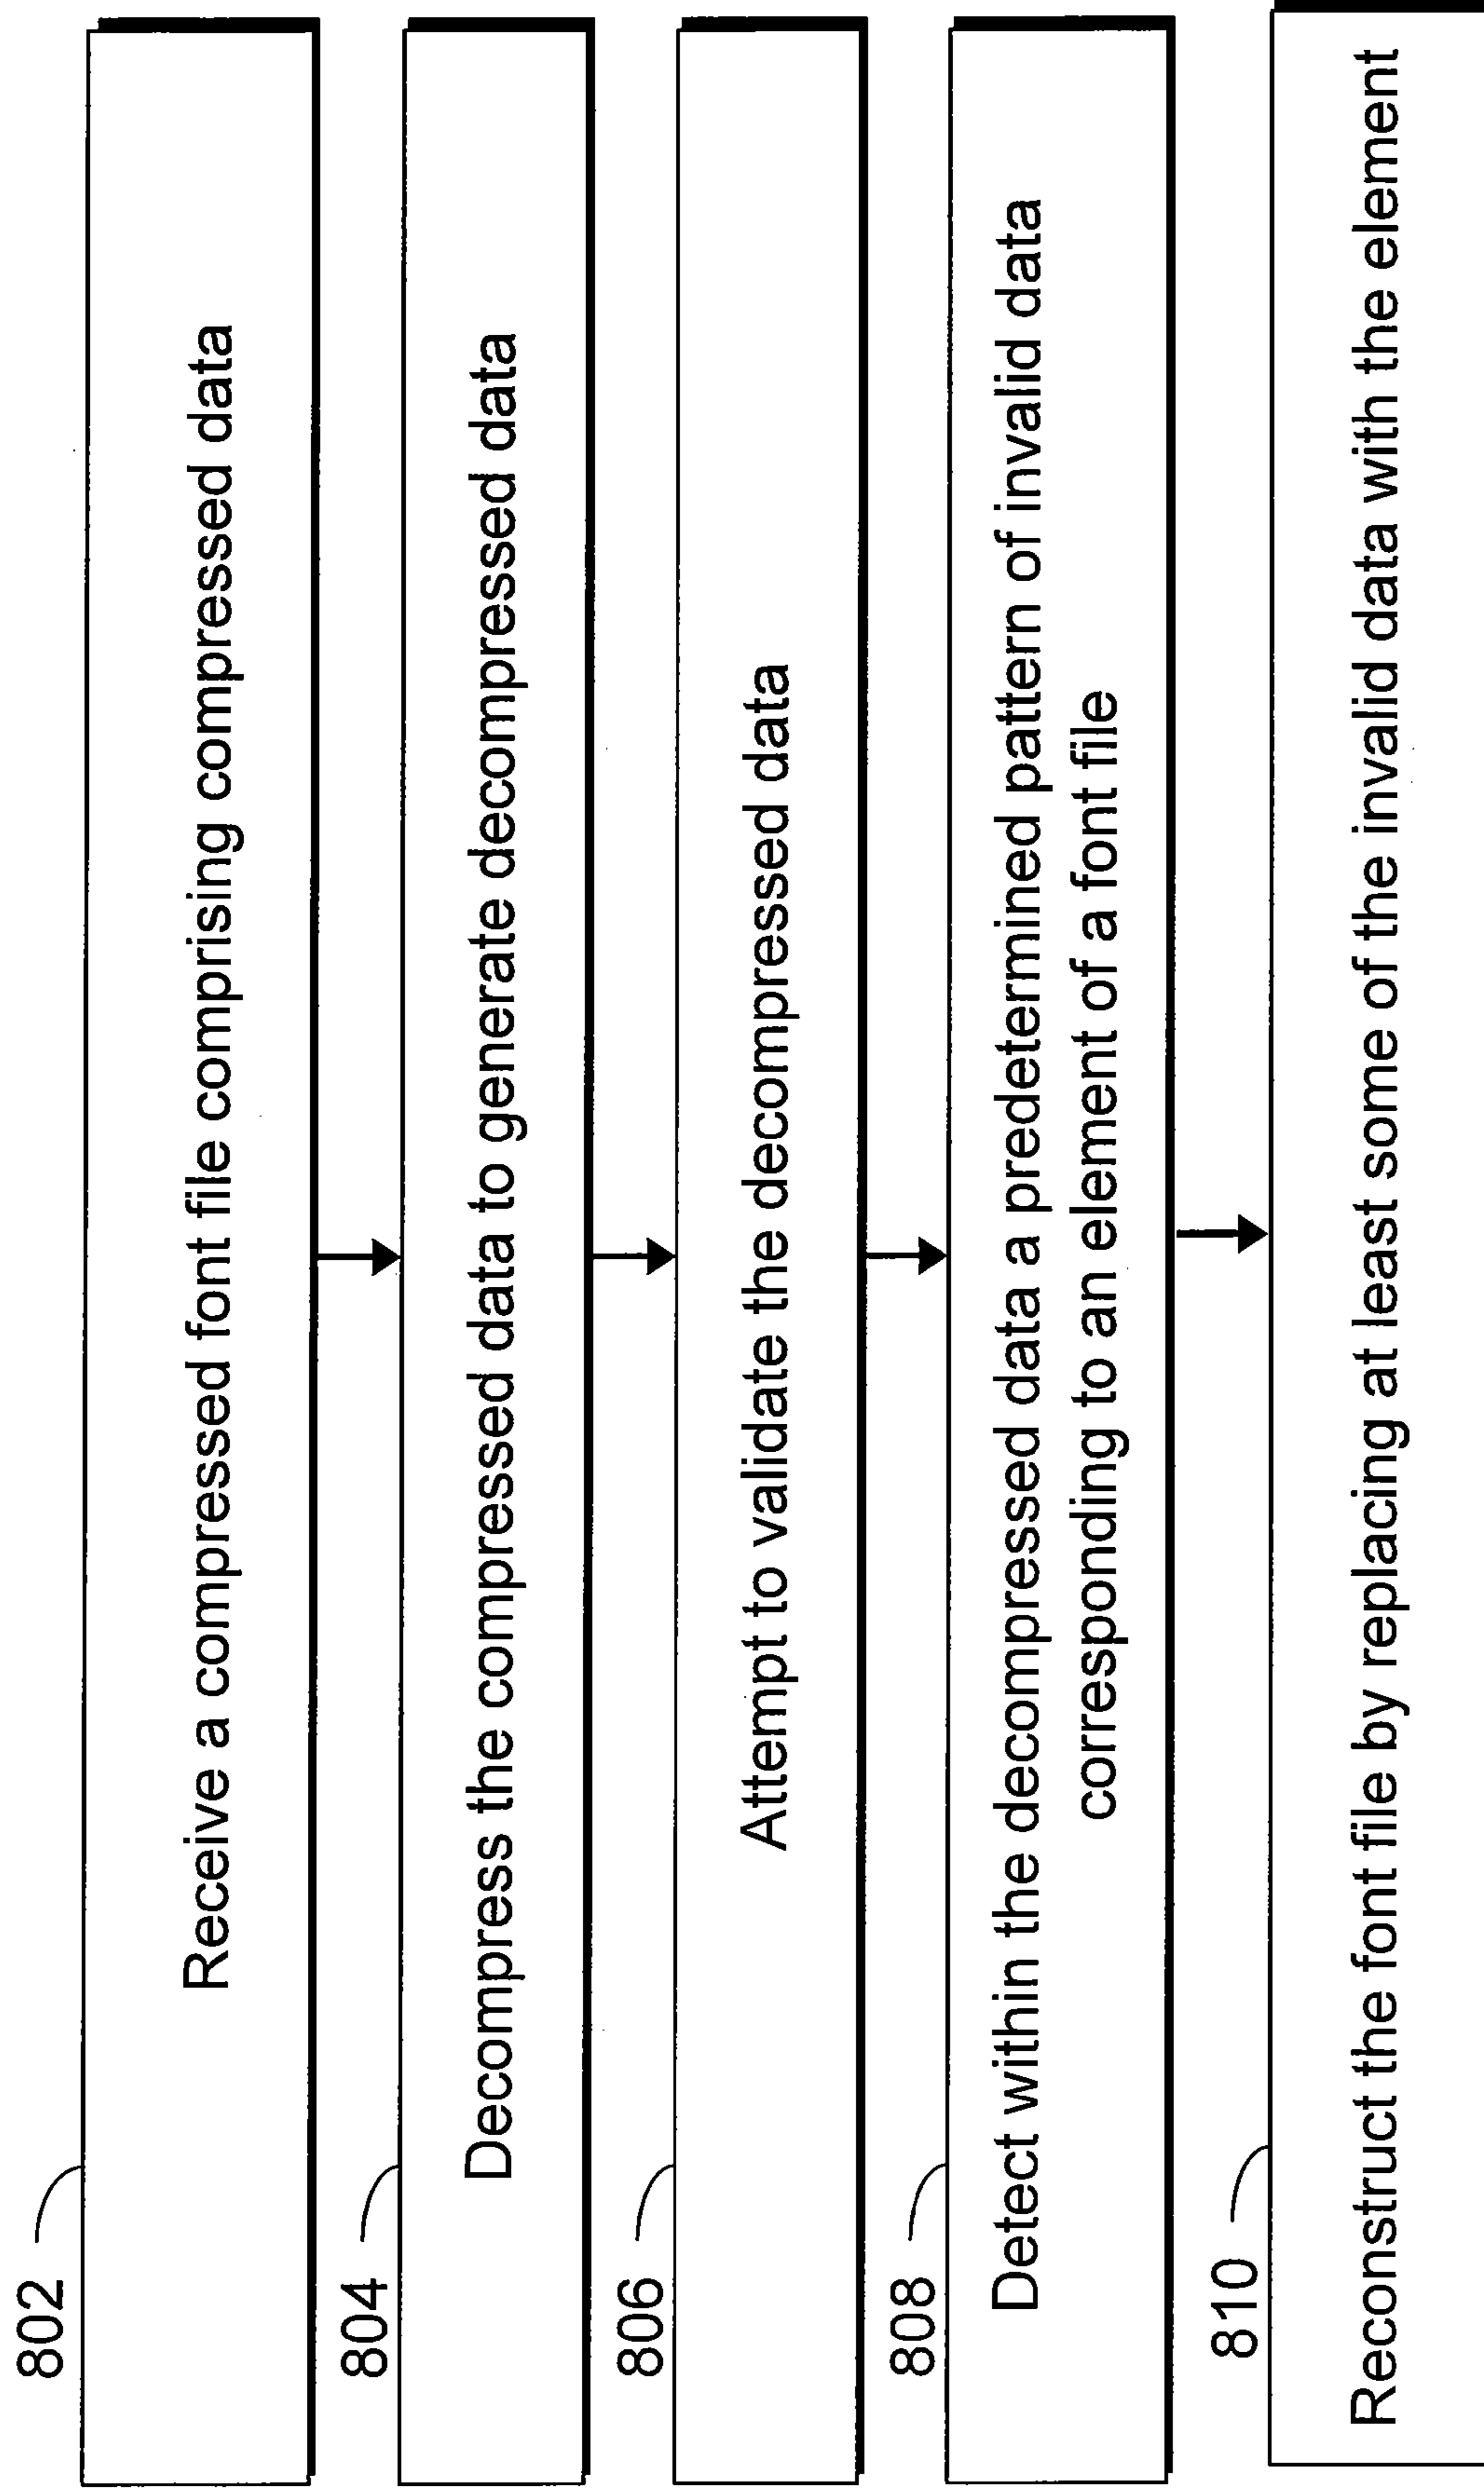 802
Receive a compressed font file comprising compressed data
804
Decompress the compressed data to generate decompressed data
806
Attempt to validate the decompressed data
808
Detect within the decompressed data a predetermined pattern of invalid data
corresponding to an element of a font file
810
Reconstruct the font file by replacing at least some of the invalid data with the element